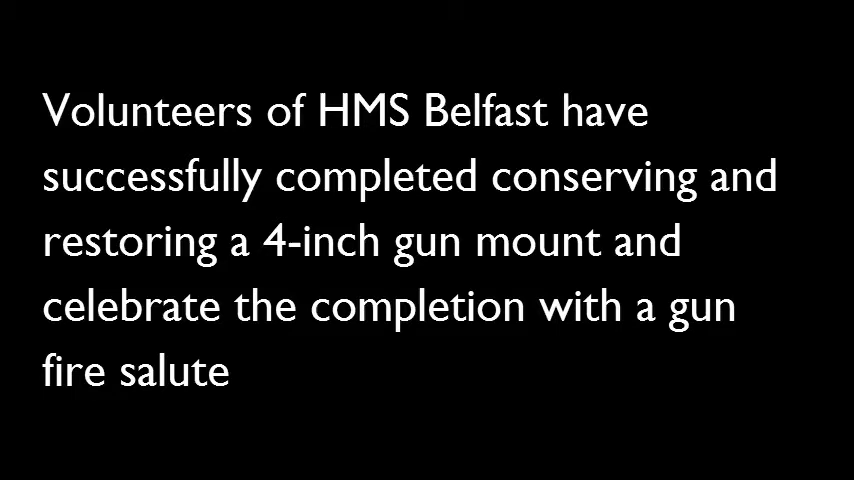 Volunteers of HMS Belfast have
successfully completed conserving and
restoring a 4-inch gun mount and
celebrate the completion with a gun
fire salute